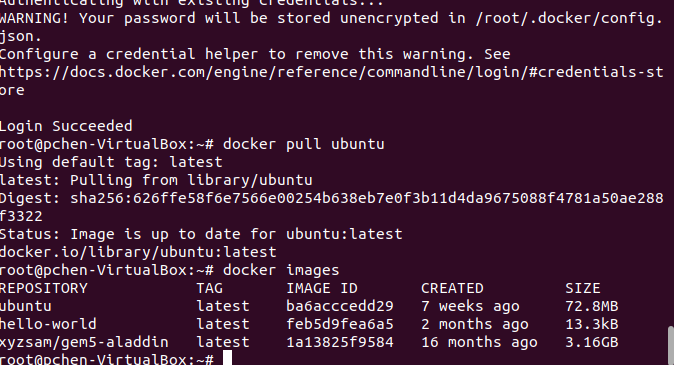 Authenticating with existing credentials...
WARNING! Your password will be stored unencrypted in /root/.docker/config.
json.
Configure a credential helper to remove this warning. See
https://docs.docker.com/engine/reference/commandline/login/#credentials-st
ore

Login Succeeded
root@pchen-VirtualBox:~# docker pull ubuntu
Using default tag: latest
latest: Pulling from library/ubuntu
Digest: sha256:626ffe58f6e7566e00254b638eb7e0f3b11d4da9675088f4781a50ae288
f3322
Status: Image is up to date for ubuntu:latest
docker.io/library/ubuntu:latest
root@pchen-VirtualBox:~# docker images
REPOSITORY TAG IMAGE ID CREATED SIZE
ubuntu latest ba6acccedd29 7 weeks ago 72.8MB
hello-world latest feb5d9fea6a5 2 months ago 13.3kB
xyzsam/gem5-aladdin latest 1a13825f9584 16 months ago 3.16GB
root@pchen-VirtualBox:~#